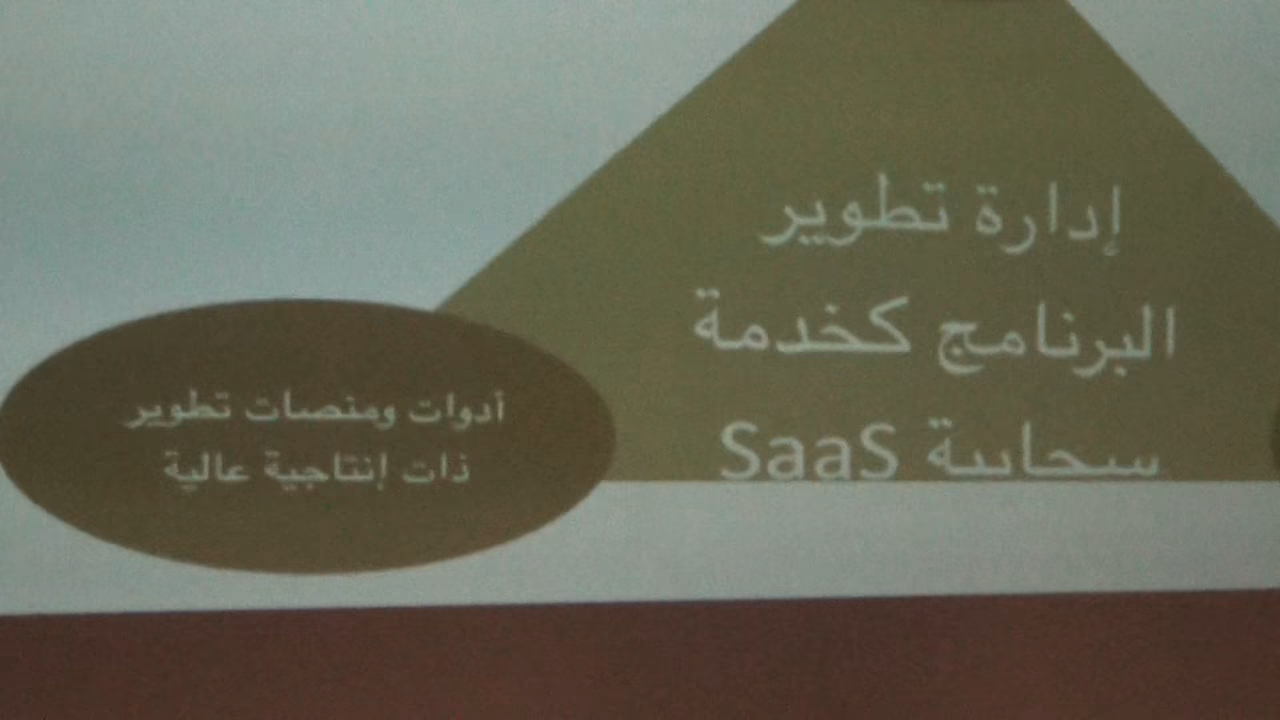 إدارة تطوير
البرنامج كخدمة
سحابية SaaS
أدوات ومنصات تطوير
ذات إنتاجية عالية